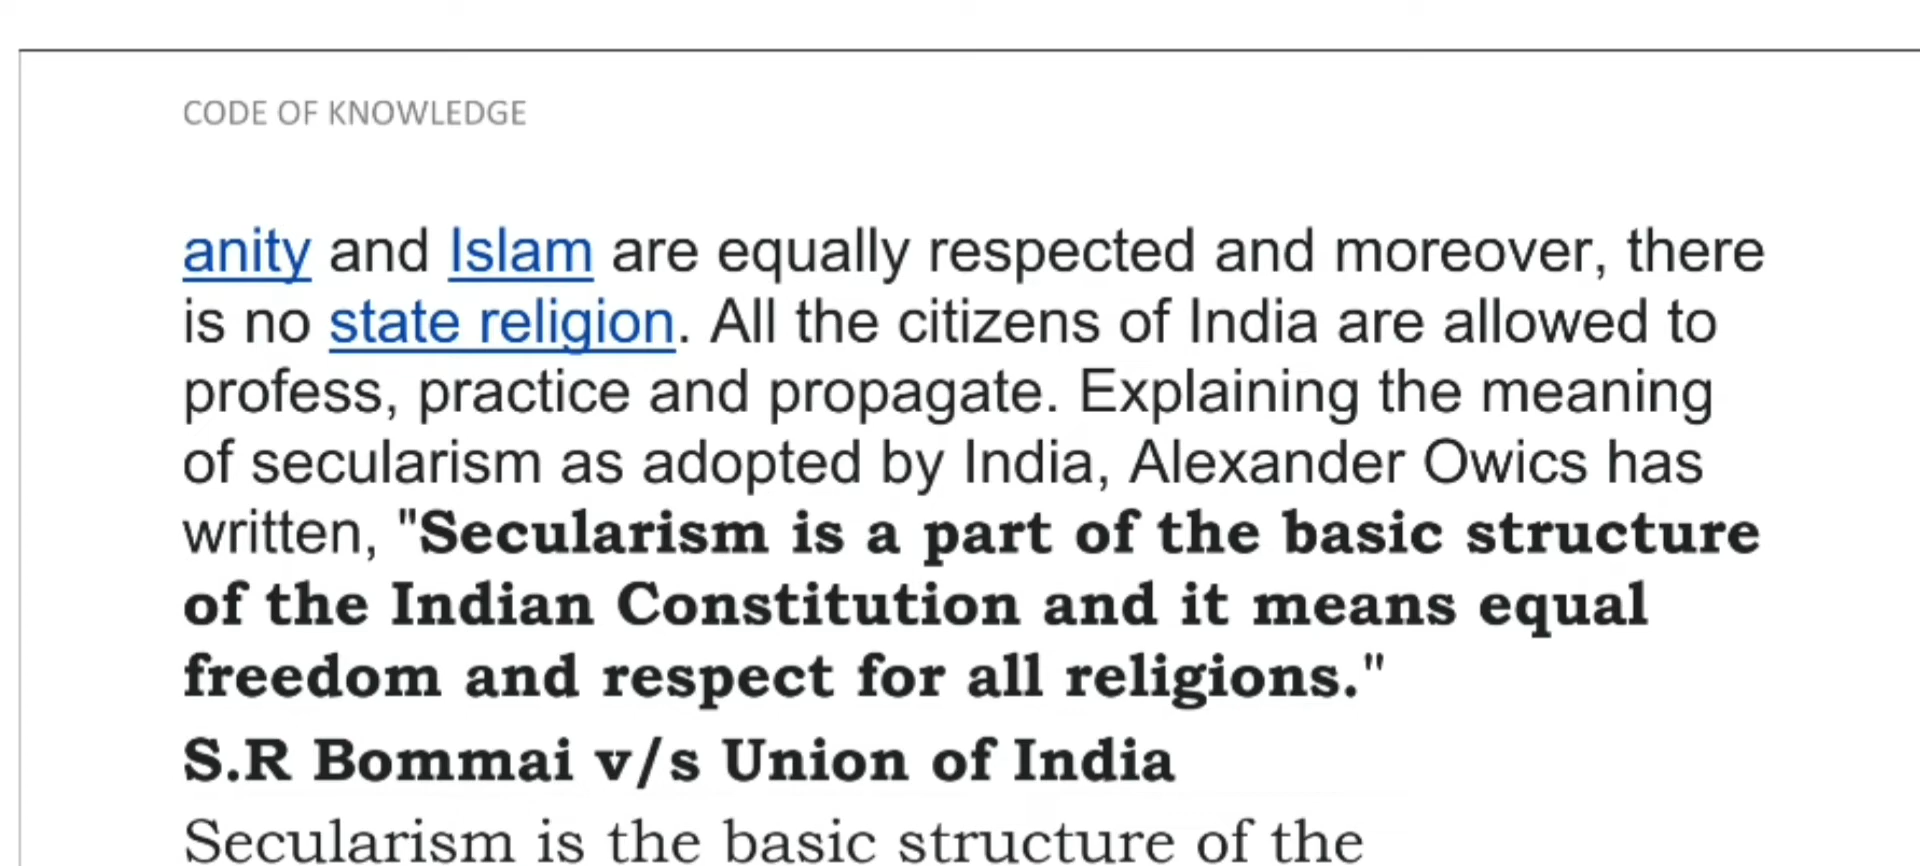 CODE OF KNOWLEDGE
anity and Islam are equally respected and moreover, there
is no state religion. All the citizens of India are allowed to
profess, practice and propagate. Explaining the meaning
of secularism as adopted by India, Alexander Owics has
written, "Secularism is a part of the basic structure
of the Indian Constitution and it means equal
freedom and respect for all religions."
S.R Bommai v/s Union of India
Secularism is the basic structure of the